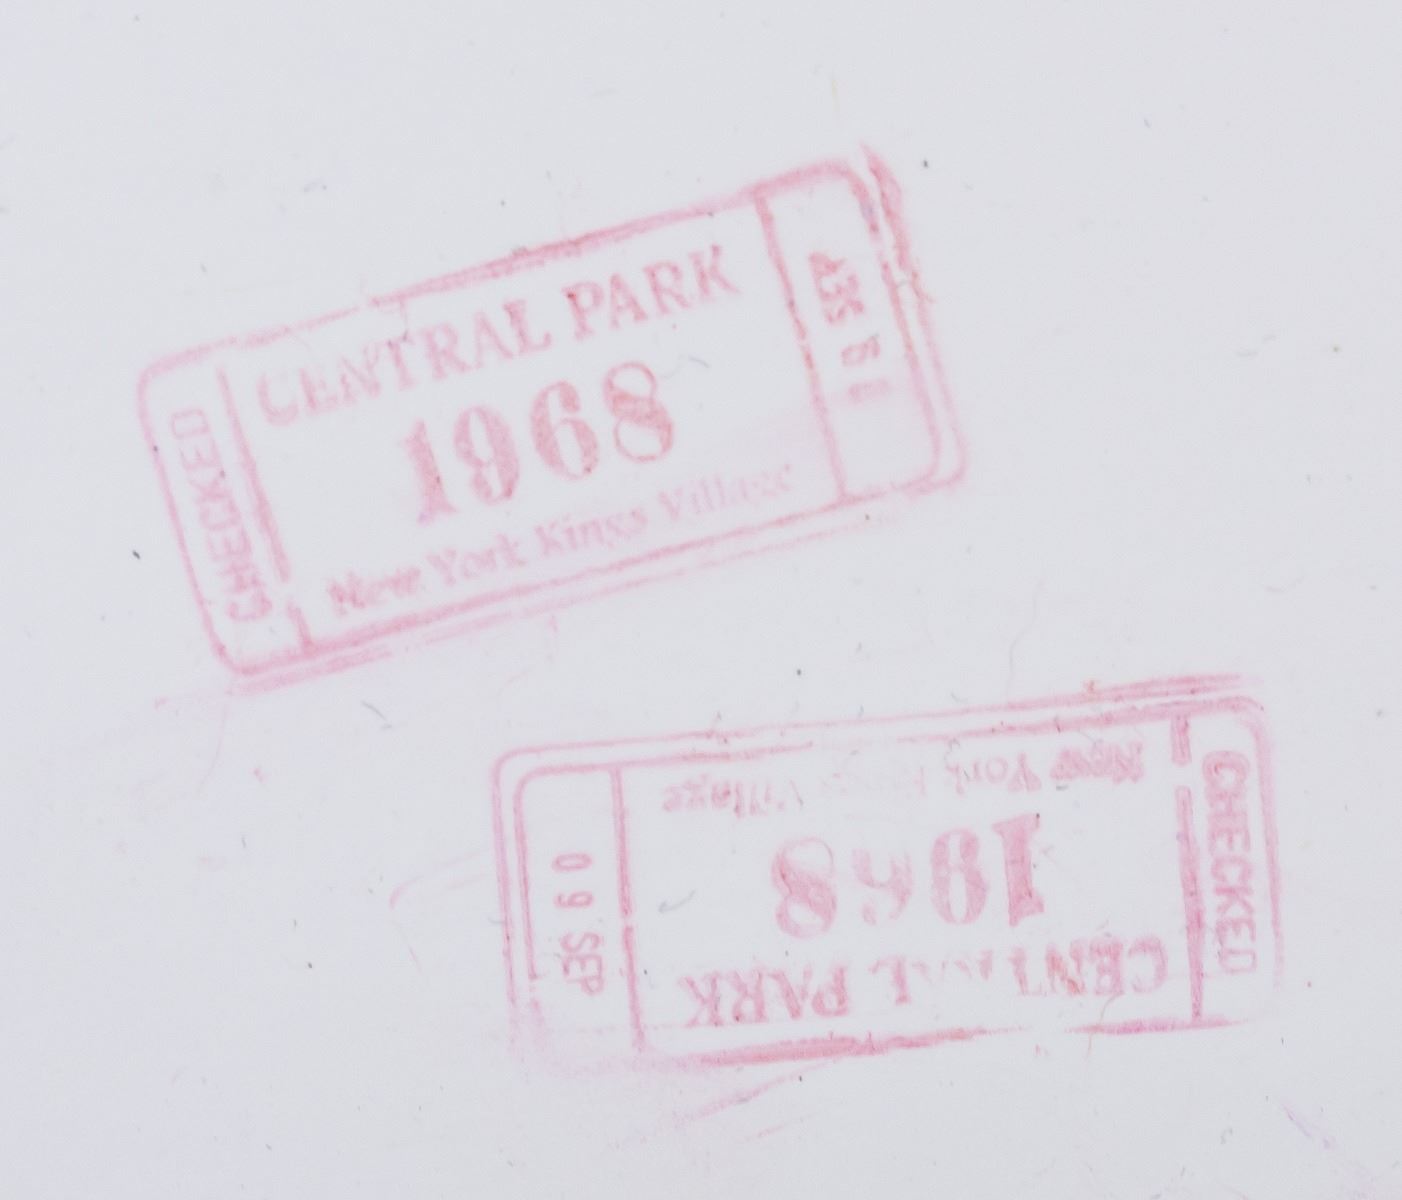 CHECKED
CENTRAL PARK
1968
New York Kings Village
CHECKED
CENTRAL PARK
1968
New York Village
09 SEP